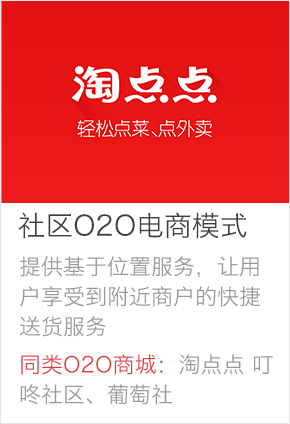 淘点点
轻松点菜、点外卖
社区O2O电商模式
提供基于位置服务，让用
户享受到附近商户的快捷
送货服务
同类O2O商城：淘点点 叮
咚社区、葡萄社